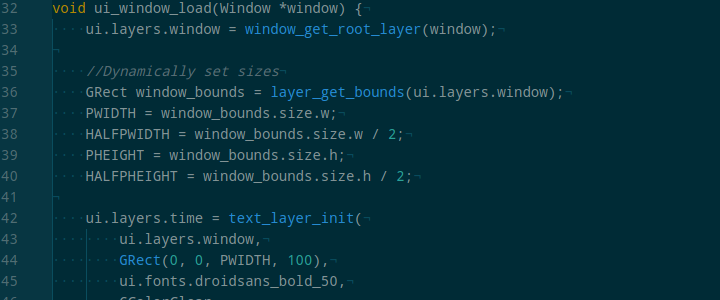 32 void ui_window_load(Window *window) {¬
33 ····ui.layers.window = window_get_root_layer(window);¬
34 ¬
35 ····//Dynamically set sizes¬
36 ····GRect window_bounds = layer_get_bounds(ui.layers.window);¬
37 ····PWIDTH = window_bounds.size.w;¬
38 ····HALFPWIDTH = window_bounds.size.w / 2;¬
39 ····PHEIGHT = window_bounds.size.h;¬
40 ····HALFPHEIGHT = window_bounds.size.h / 2;¬
41 ¬
42 ····ui.layers.time = text_layer_init(¬
43 ········ui.layers.window,¬
44 ········GRect(0, 0, PWIDTH, 100),¬
45 ········ui.fonts.droidsans_bold_50,¬